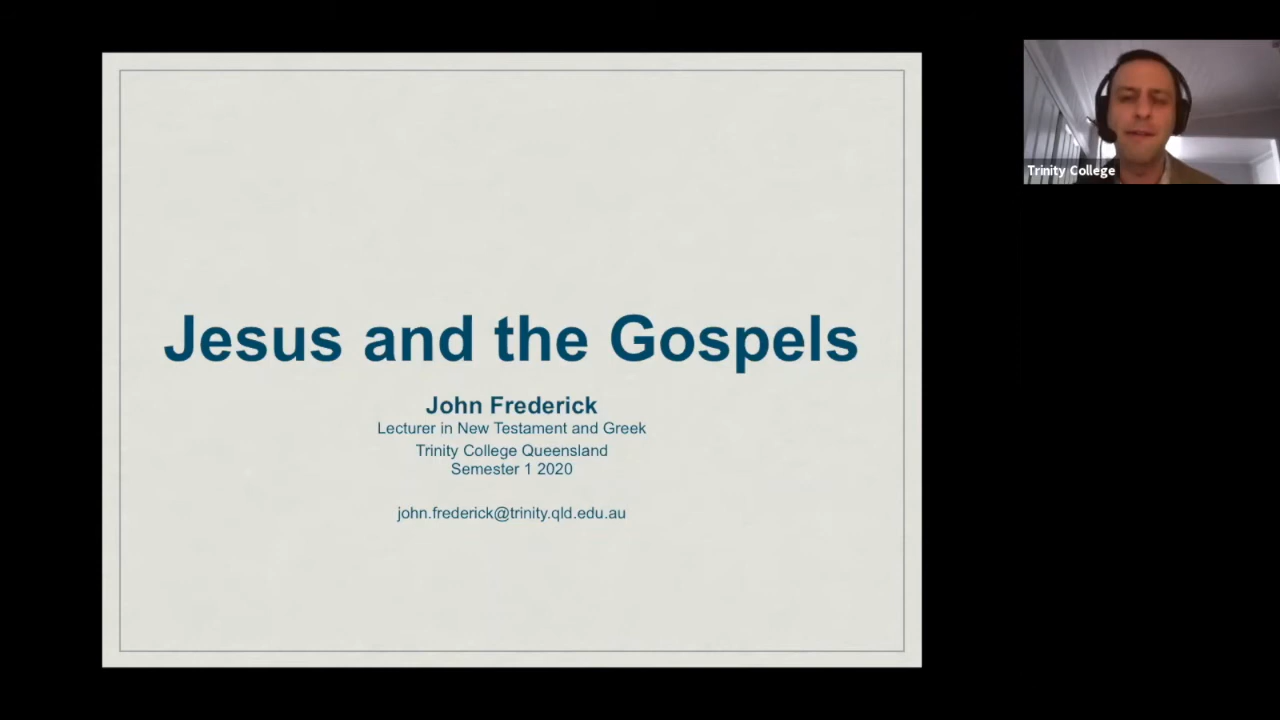 Jesus and the Gospels
John Frederick
Lecturer in New Testament and Greek
Trinity College Queensland
Semester 1 2020
john.frederick@trinity.qld.edu.au
Trinity College